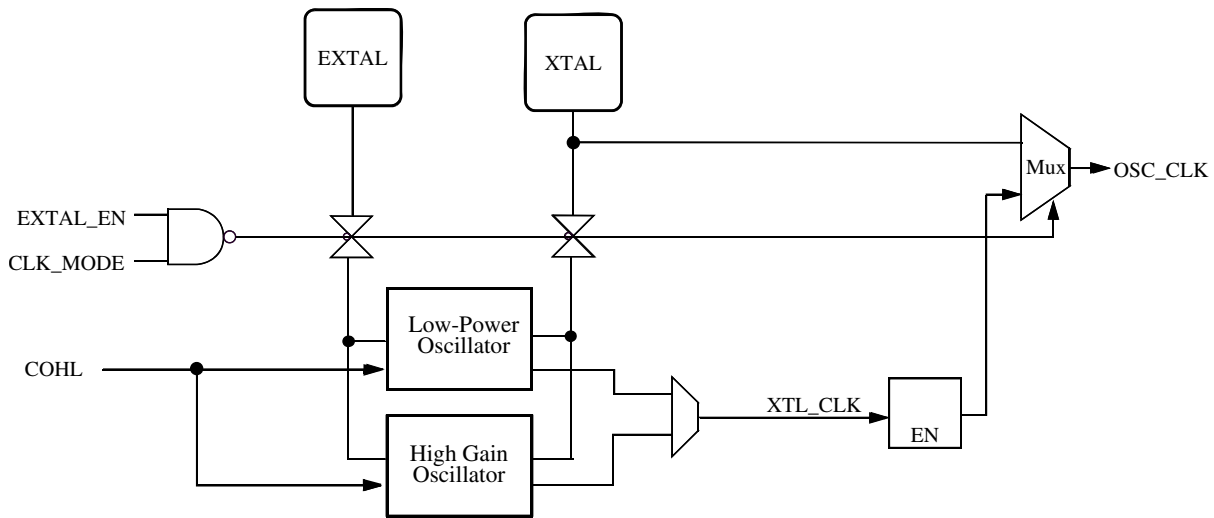 EXTAL
XTAL
Mux
OSC_CLK
EXTAL_EN
CLK_MODE
Low-Power
Oscillator
COHL
XTL_CLK
EN
High Gain
Oscillator